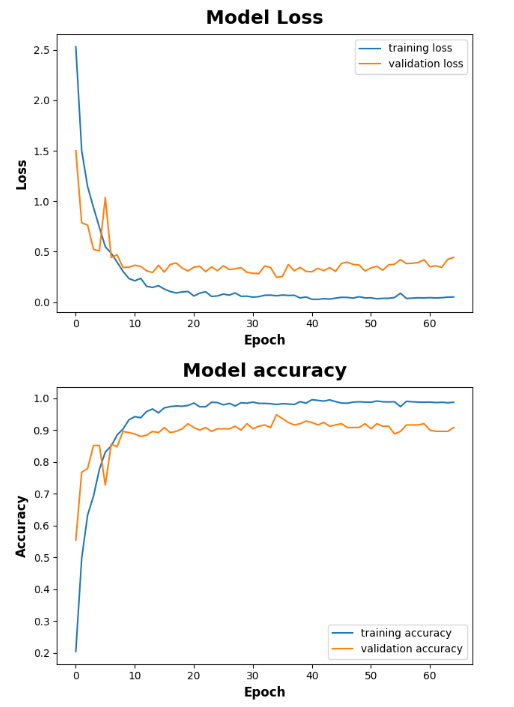 Model Loss
training loss
validation loss
2.5
2.0
1.5
1.0
0.5
0.0
Loss
0 10 20 30 40 50 60
Epoch
Model accuracy
1.0
0.9
0.8
0.7
0.6
0.5
0.4
0.3
0.2
Accuracy
training accuracy
validation accuracy
0 10 20 30 40 50 60
Epoch